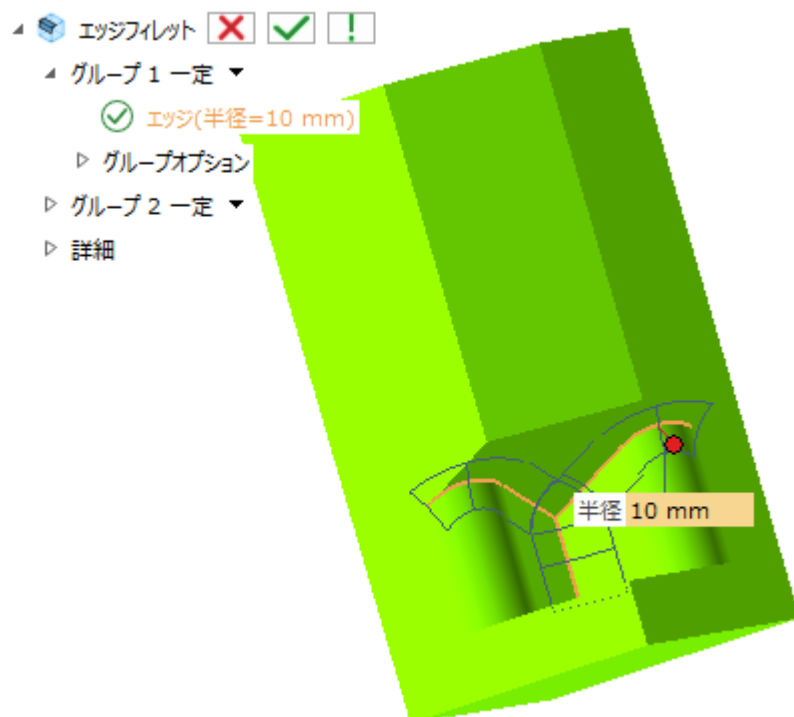 エッジフィレット
グループ 1 一定
エッジ(半径=10 mm)
グループオプション
グループ 2 一定
詳細
半径 10 mm